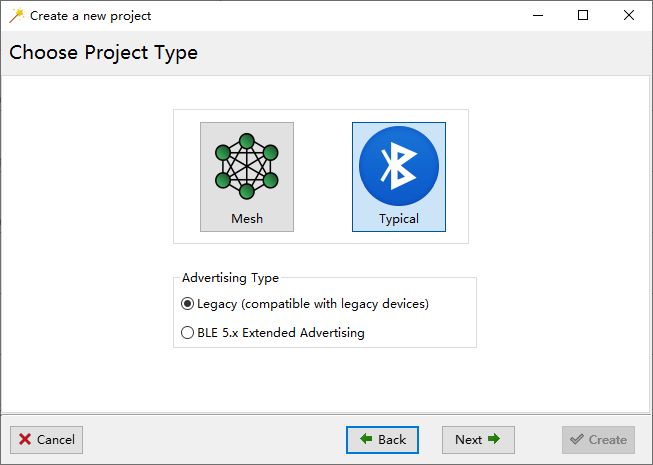 Create a new project
Choose Project Type
Mesh
Typical
Advertising Type
Legacy (compatible with legacy devices)
BLE 5.x Extended Advertising
Cancel
Back
Next
Create